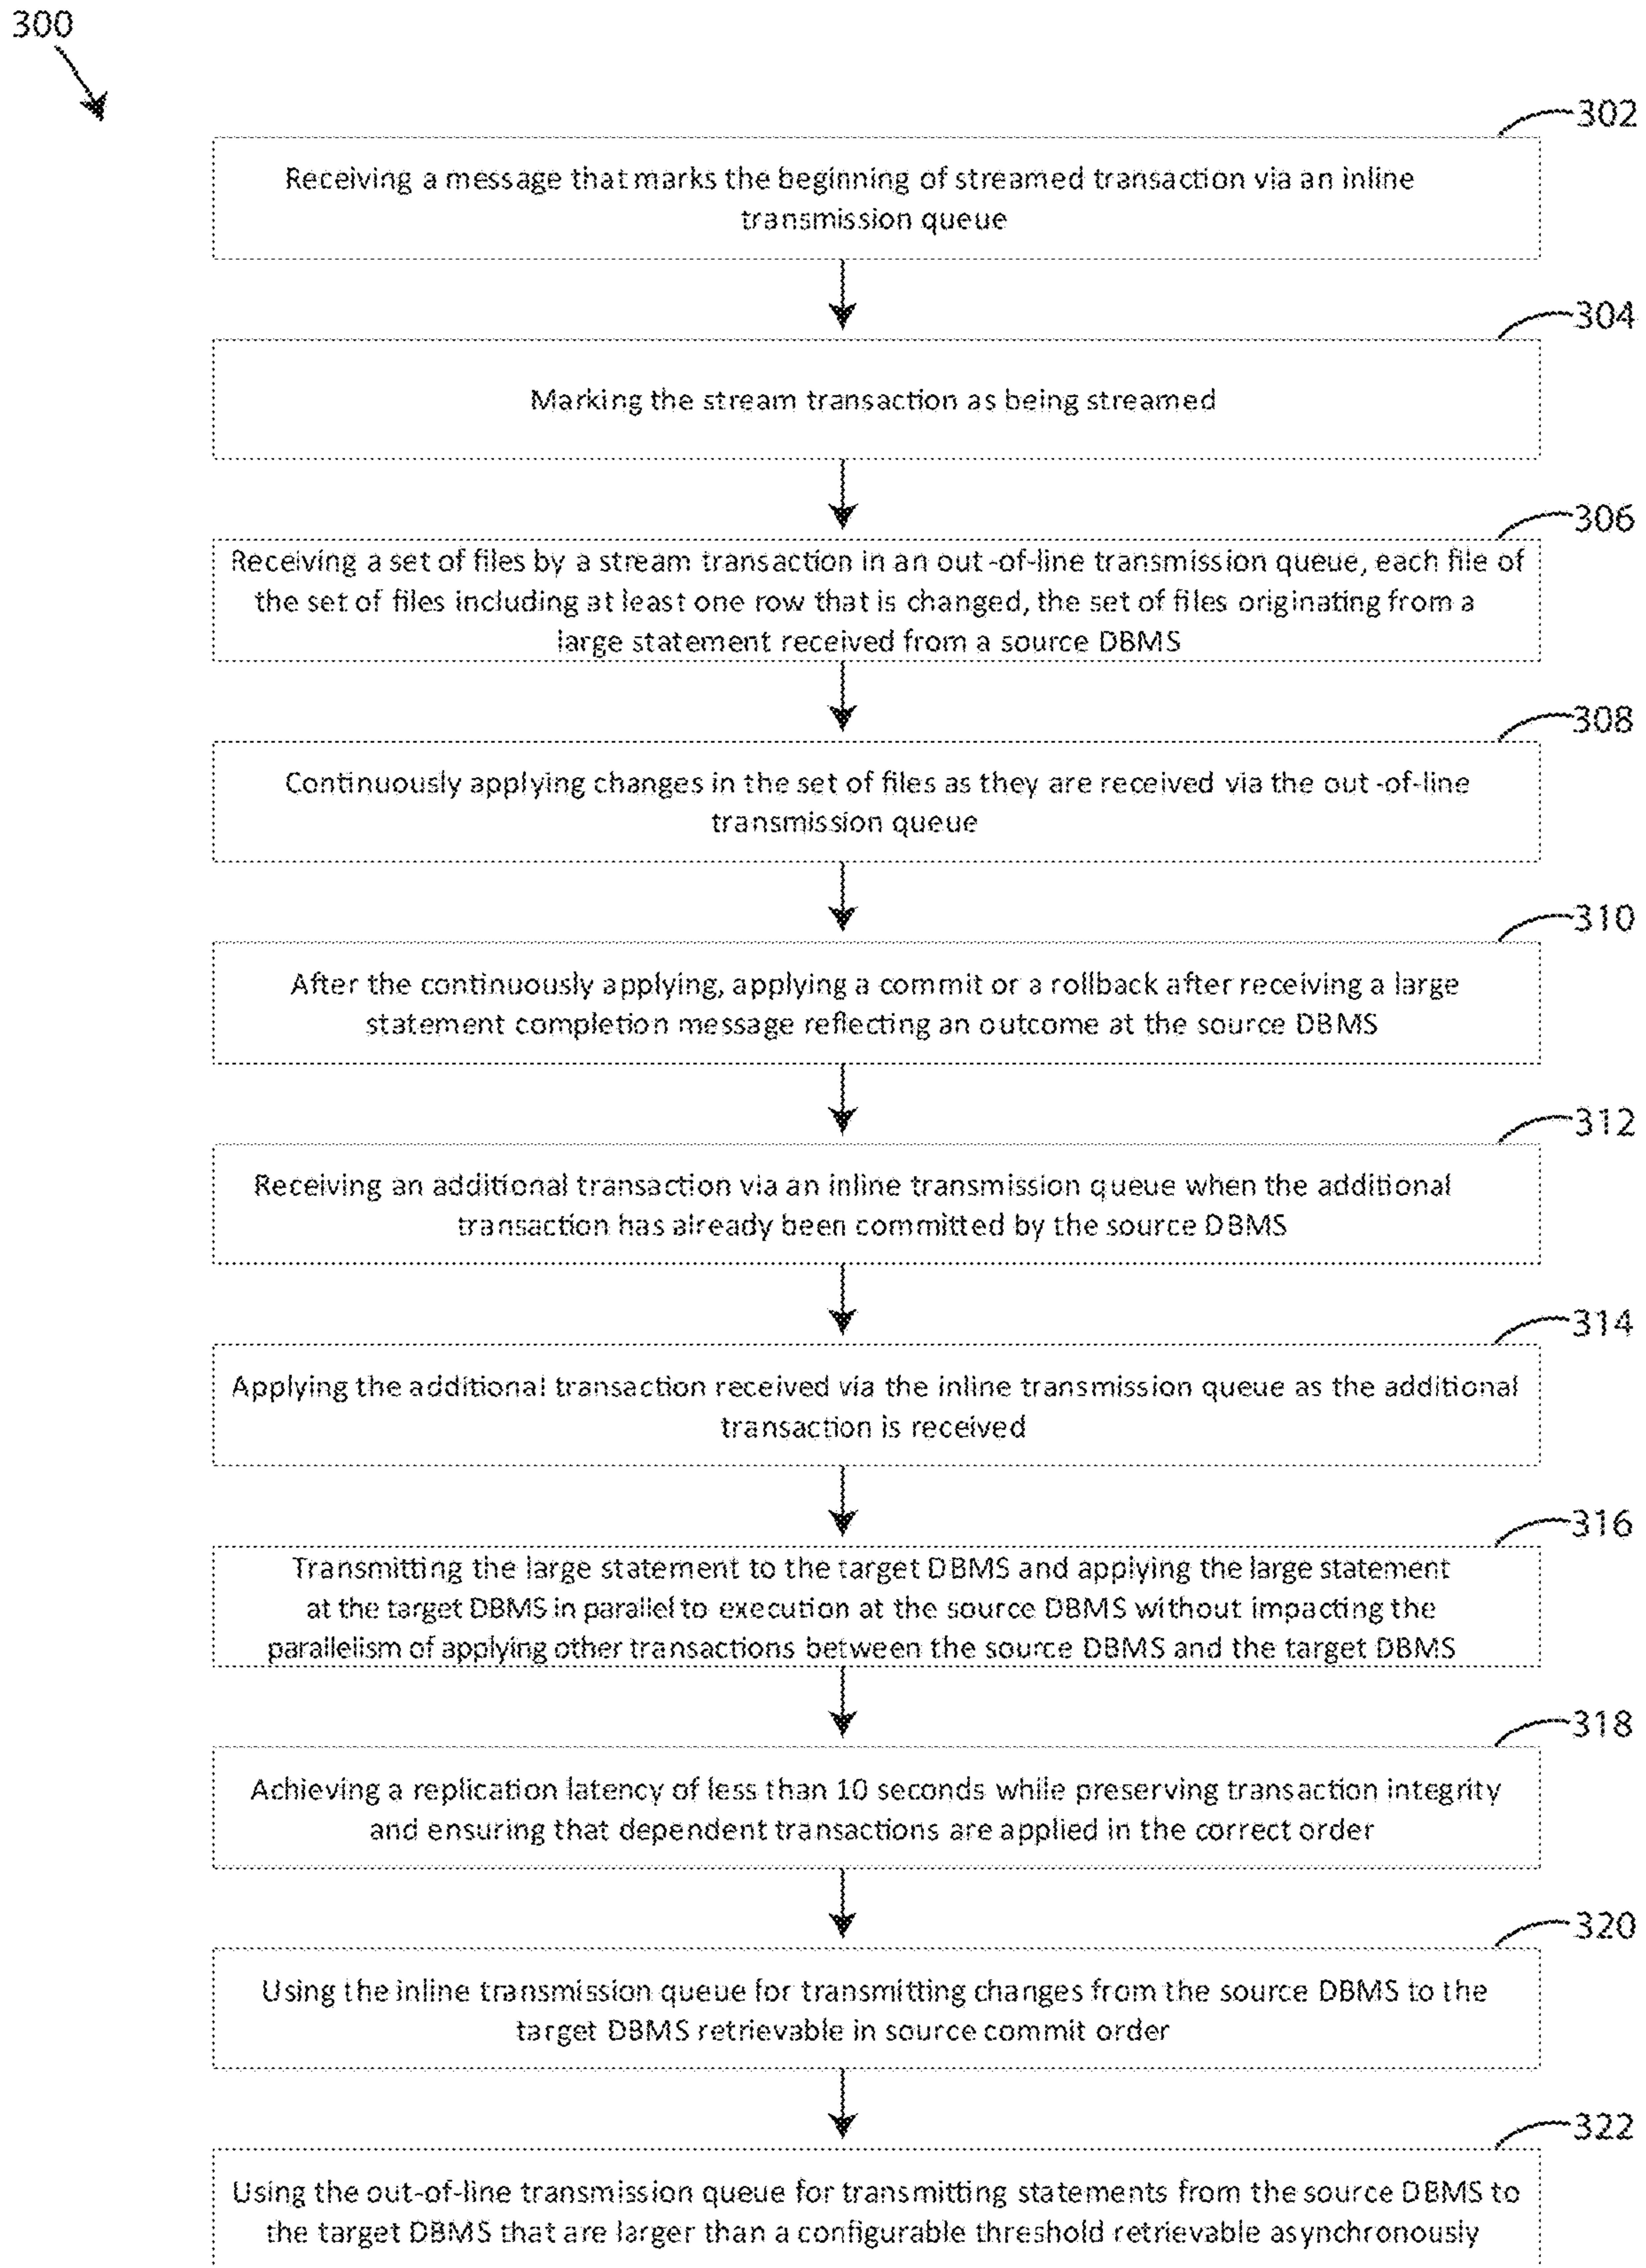 300
302
Receiving a message that marks the beginning of streamed transaction via an inline
transmission queue
304
Marking the stream transaction as being streamed
306
Receiving a set of files by a stream transaction in an out-of-line transmission queue, each file of
the set of files including at least one row that is changed, the set of files originating from a
large statement received from a source DBMS
308
Continuously applying changes in the set of files as they are received via the out-of-line
transmission queue
310
After the continuously applying, applying a commit or a rollback after receiving a large
statement completion message reflecting an outcome at the source DBMS
312
Receiving an additional transaction via an inline transmission queue when the additional
transaction has already been committed by the source DBMS
314
Applying the additional transaction received via the inline transmission queue as the additional
transaction is received
316
Transmitting the large statement to the target DBMS and applying the large statement
at the target DBMS in parallel to execution at the source DBMS without impacting the
parallelism of applying other transactions between the source DBMS and the target DBMS
318
Achieving a replication latency of less than 10 seconds while preserving transaction integrity
and ensuring that dependent transactions are applied in the correct order
320
Using the inline transmission queue for transmitting changes from the source DBMS to the
target DBMS retrievable in source commit order
322
Using the out-of-line transmission queue for transmitting statements from the source DBMS to
the target DBMS that are larger than a configurable threshold retrievable asynchronously